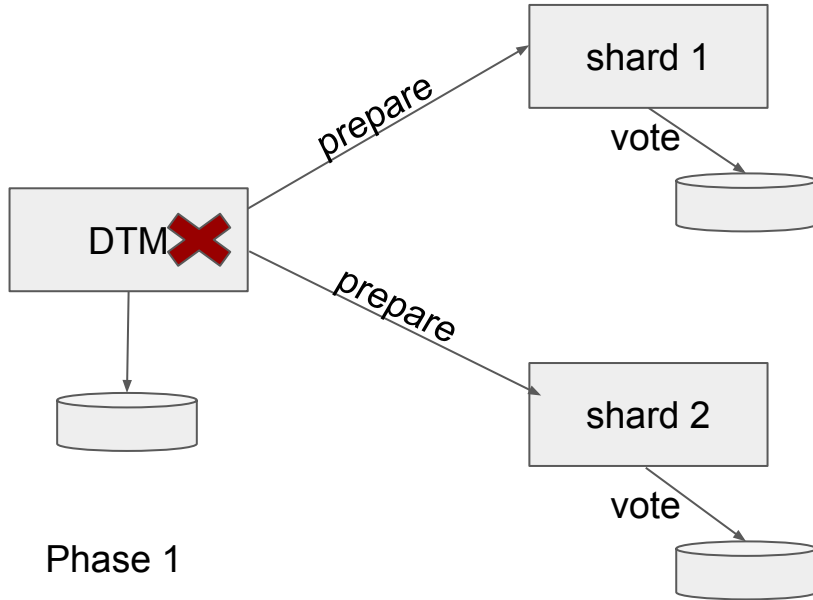 shard 1
prepare
vote
DTM
prepare
shard 2
vote
Phase 1